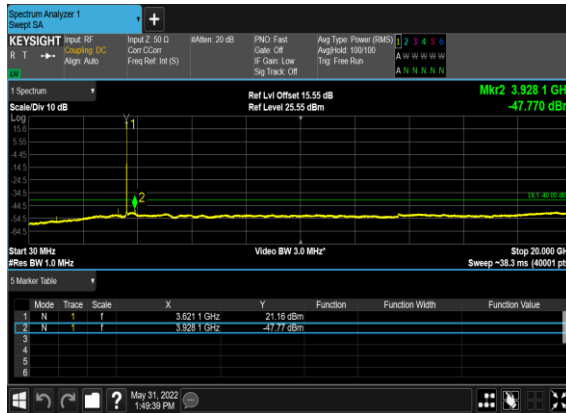 Spectrum Analyzer 1
Swept SA
KEYSIGHT
R T
LXI
Input: RF
Coupling: DC
Align: Auto
Input Z: 50 Ω
Corr CCorr
Freq Ref: Int (S)
#Atten: 20 dB
PNO: Fast
Gate: Off
IF Gain: Low
Sig Track: Off
Avg Type: Power (RMS)
Avg|Hold: 100/100
Trig: Free Run
1 2 3 4 5 6
A W W W W W
A N N N N N
1 Spectrum
Scale/Div 10 dB
Ref Lvl Offset 15.55 dB
Ref Level 25.55 dBm
Mkr2 3.928 1 GH
-47.770 dBr
Log
15.6
5.55
-4.45
-14.5
-24.5
-34.5
-44.5
-54.5
-64.5
1
2
DL1 -40.00 dB
Start 30 MHz
#Res BW 1.0 MHz
Video BW 3.0 MHz*
Stop 20.000 GH
Sweep ~38.3 ms (40001 pts
5 Marker Table
Mode Trace Scale X Y Function Function Width Function Value
1 N 1 f 3.621 1 GHz 21.16 dBm
2 N 1 f 3.928 1 GHz -47.77 dBm
3
4
5
6
?
May 31, 2022
1:49:39 PM